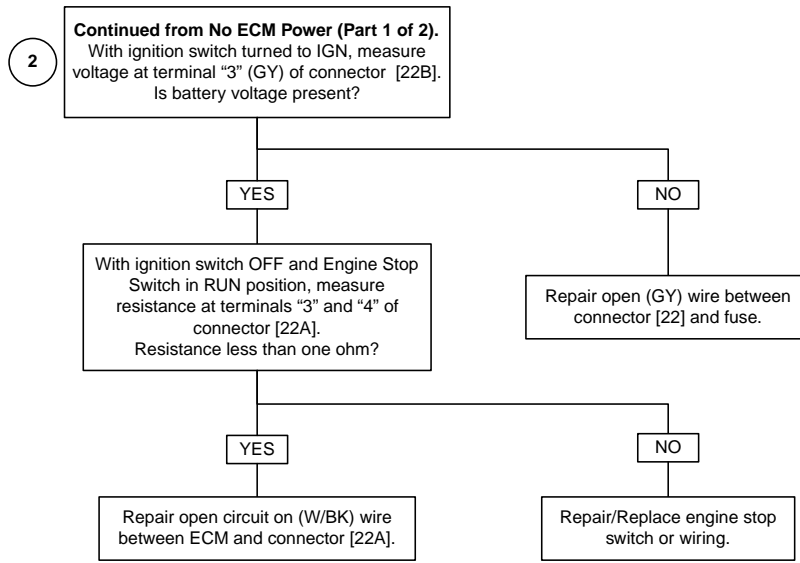 2
Continued from No ECM Power (Part 1 of 2).
With ignition switch turned to IGN, measure
voltage at terminal “3” (GY) of connector [22B].
Is battery voltage present?
YES
NO
With ignition switch OFF and Engine Stop
Switch in RUN position, measure
resistance at terminals “3” and “4” of
connector [22A].
Resistance less than one ohm?
Repair open (GY) wire between
connector [22] and fuse.
YES
NO
Repair open circuit on (W/BK) wire
between ECM and connector [22A].
Repair/Replace engine stop
switch or wiring.